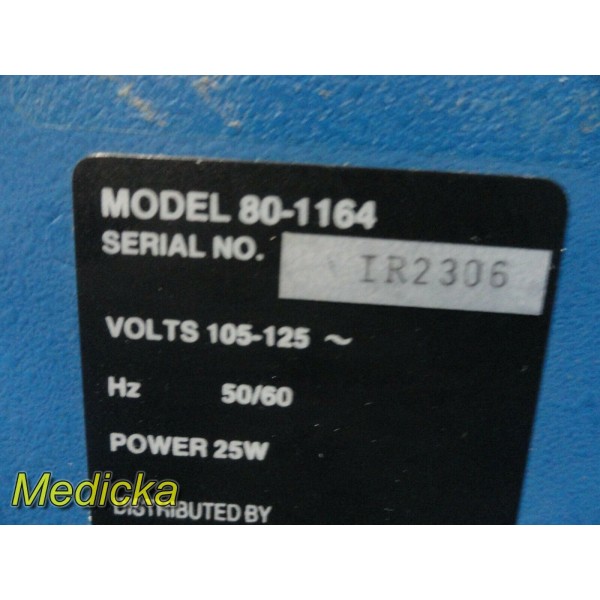 MODEL 80-1164
SERIAL NO. IR2306
VOLTS 105-125 ~
Hz 50/60
POWER 25W
Medicka
DISTRIBUTED BY